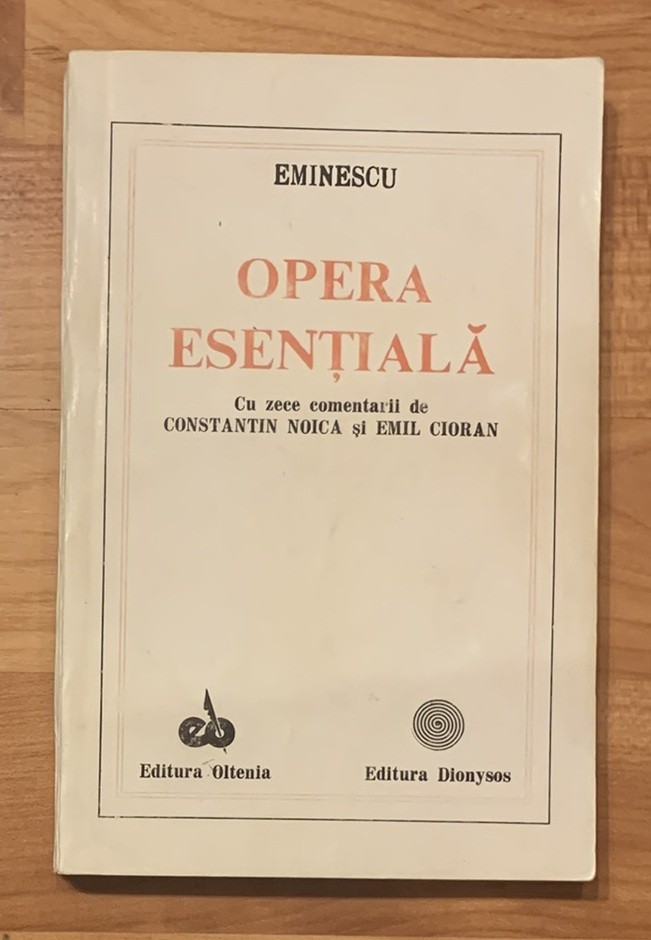 EMINESCU
OPERA
ESENȚIALĂ
Cu zece comentarii de
CONSTANTIN NOICA și EMIL CIORAN
Editura Oltenia
Editura Dionysos